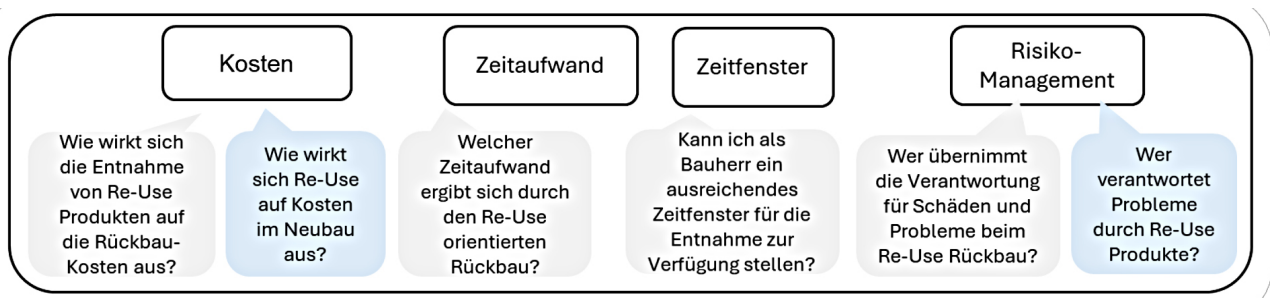 Kosten
Zeitaufwand
Zeitfenster
Risiko-
Management
Wie wirkt sich
die Entnahme
von Re-Use
Produkten auf
die Rückbau-
Kosten aus?
Wie wirkt
sich Re-Use
auf Kosten
im Neubau
aus?
Welcher
Zeitaufwand
ergibt sich durch
den Re-Use
orientierten
Rückbau?
Kann ich als
Bauherr ein
ausreichendes
Zeitfenster für die
Entnahme zur
Verfügung stellen?
Wer übernimmt
die Verantwortung
für Schäden und
Probleme beim
Re-Use Rückbau?
Wer
verantwortet
Probleme
durch Re-Use
Produkte?